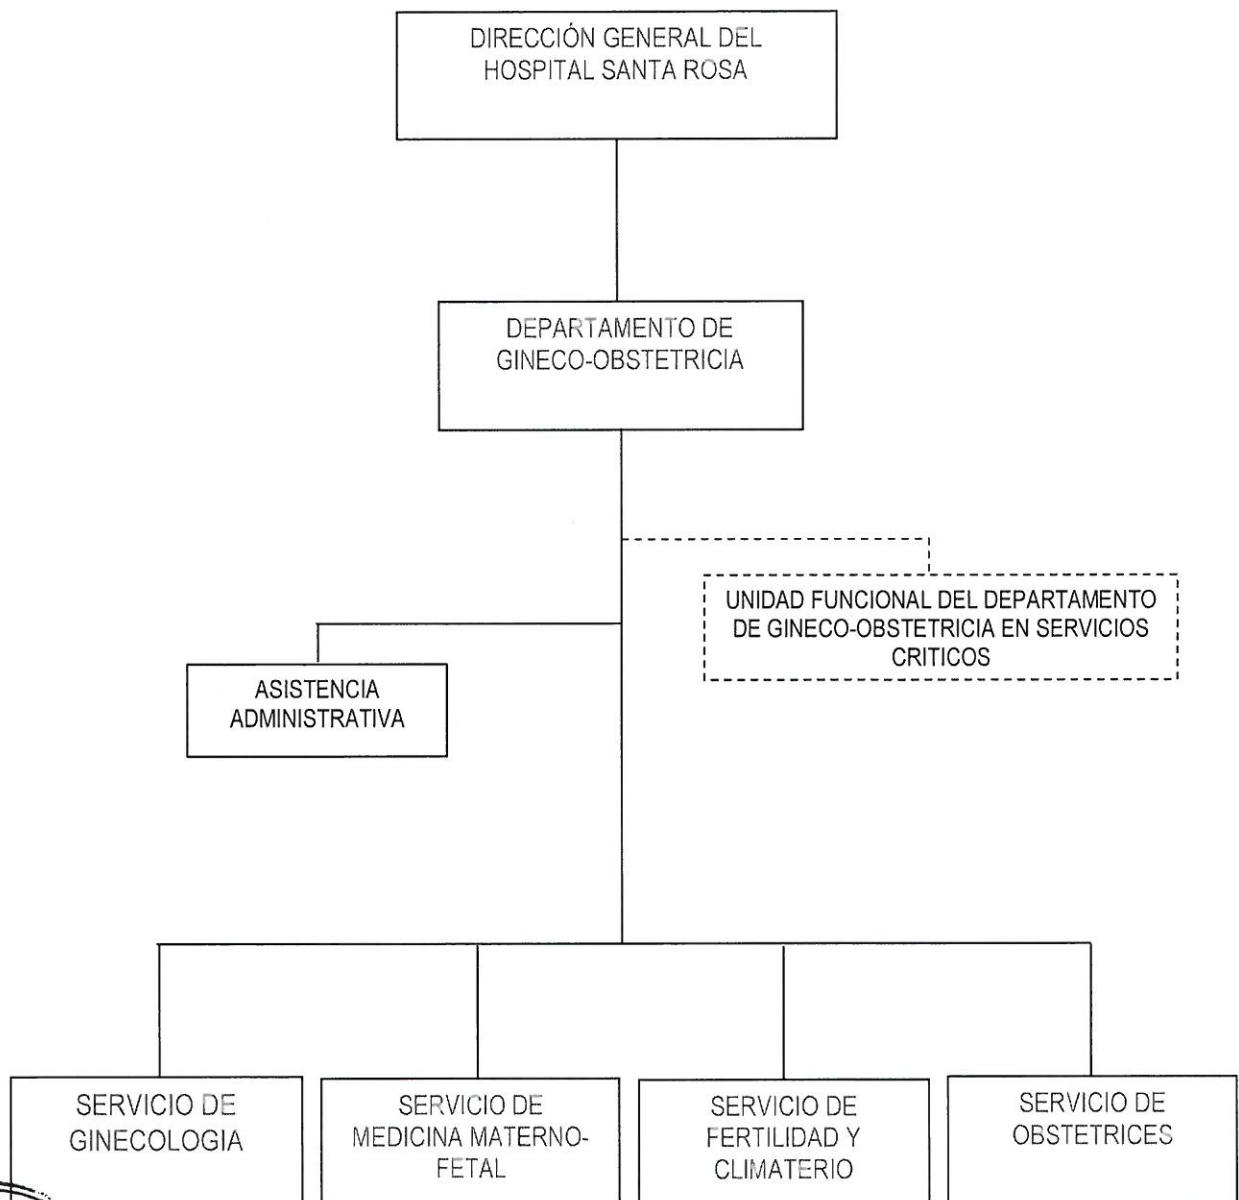 DIRECCIÓN GENERAL DEL
HOSPITAL SANTA ROSA
DEPARTAMENTO DE
GINECO-OBSTETRICIA
UNIDAD FUNCIONAL DEL DEPARTAMENTO
DE GINECO-OBSTETRICIA EN SERVICIOS
CRITICOS
ASISTENCIA
ADMINISTRATIVA
SERVICIO DE
GINECOLOGIA
SERVICIO DE
MEDICINA MATERNO-
FETAL
SERVICIO DE
FERTILIDAD Y
CLIMATERIO
SERVICIO DE
OBSTETRICES